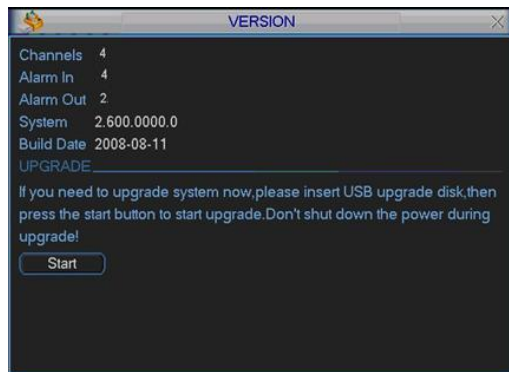 VERSION
Channels 4
Alarm In 4
Alarm Out 2
System 2.600.0000.0
Build Date 2008-08-11
UPGRADE
If you need to upgrade system now,please insert USB upgrade disk,then
press the start button to start upgrade.Don't shut down the power during
upgrade!
Start